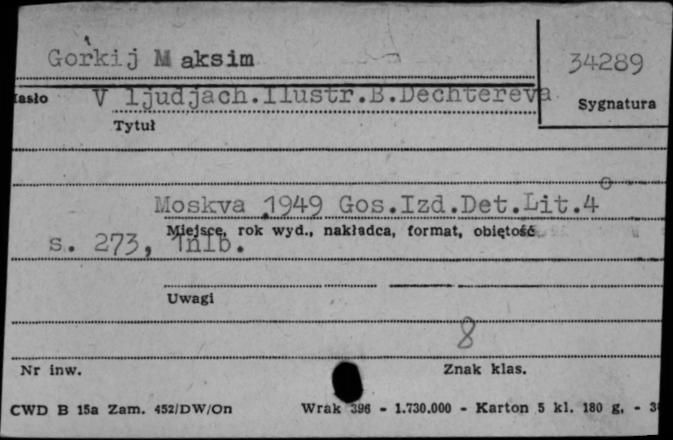 Gorkij Maksim
34289
Hasło V ljudjach.Ilustr.B.Dechtereva
Sygnatura
Tytuł
Moskva 1949 Gos.Izd.Det.Lit.4°
Miejsce, rok wyd., nakładca, format, objętość
s. 273, 1nlb.
Uwagi
8
Nr inw.
Znak klas.
CWD B 15a Zam. 452/DW/On Wrak 396 - 1.730.000 - Karton 5 kl. 180 g. -